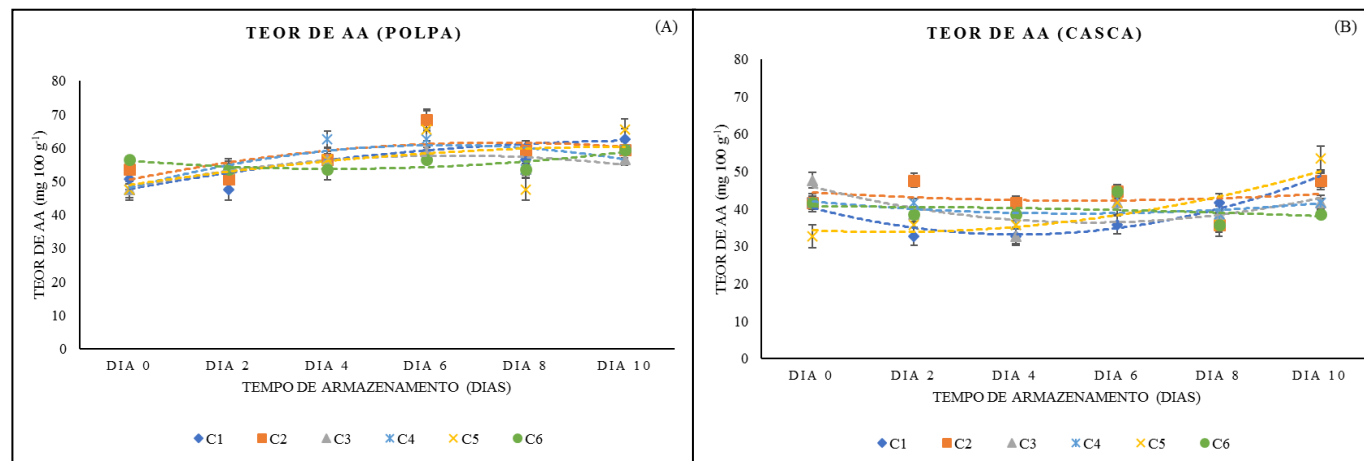 TEOR DE AA (POLPA)
(A)
TEOR DE AA (mg 100 g-1)
80
70
60
50
40
30
20
10
0
DIA 0 DIA 2 DIA 4 DIA 6 DIA 8 DIA 10
TEMPO DE ARMAZENAMENTO (DIAS)
C1 C2 C3 C4 C5 C6
TEOR DE AA (CASCA)
(B)
TEOR DE AA (mg 100 g-1)
80
70
60
50
40
30
20
10
0
DIA 0 DIA 2 DIA 4 DIA 6 DIA 8 DIA 10
TEMPO DE ARMAZENAMENTO (DIAS)
C1 C2 C3 C4 C5 C6